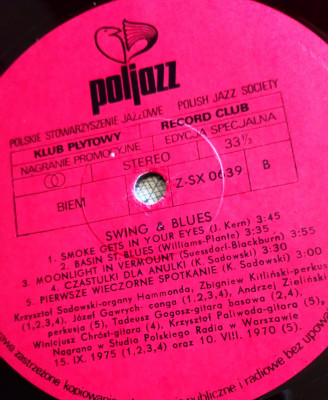 poljazz
POLSKIE STOWARZYSZENIE JAZZOWE POLISH JAZZ SOCIETY
KLUB PŁYTOWY RECORD CLUB
NAGRANIE PROMOCYJNE EDYCJA SPECJALNA
STEREO 33⅓
BIEM Z-SX 0639 B
SWING & BLUES
1. SMOKE GETS IN YOUR EYES (J. Kern) 3:45
2. BASIN ST. BLUES (Williams-Plante) 3:35
3. MOONLIGHT IN VERMOUNT (Suessdorl-Blackburn) 3:55
4. CZASTULKI DLA ANULKI (K. Sadowski) 3:30
5. PIERWSZE WIECZORNE SPOTKANIE (K. Sadowski) 3:00
Krzysztof Sadowski-organy Hammonda, Zbigniew Kitliński-perkusja
(1,2,3,4), Józef Gawrych-conga (1,2,3,4), Andrzej Zieliński-
perkusja (5), Tadeusz Gogosz-gitara basowa (2,4),
Winicjusz Chróst-gitara (4), Krzysztof Paliwoda-gitara (5),
Nagrano w Studio Polskiego Radia w Warszawie
15. IX. 1975 (1,2,3,4) oraz 10. VI!. 1970 (5).
zastrzeżone kopiowanie publiczne i radiowe bez